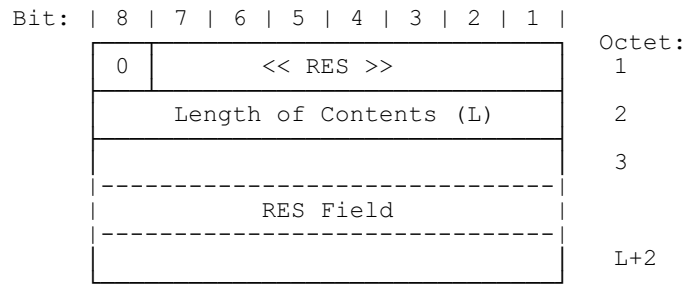 Bit: | 8 | 7 | 6 | 5 | 4 | 3 | 2 | 1 |
Octet:
0 << RES >> 1
Length of Contents (L) 2
3
RES Field
L+2